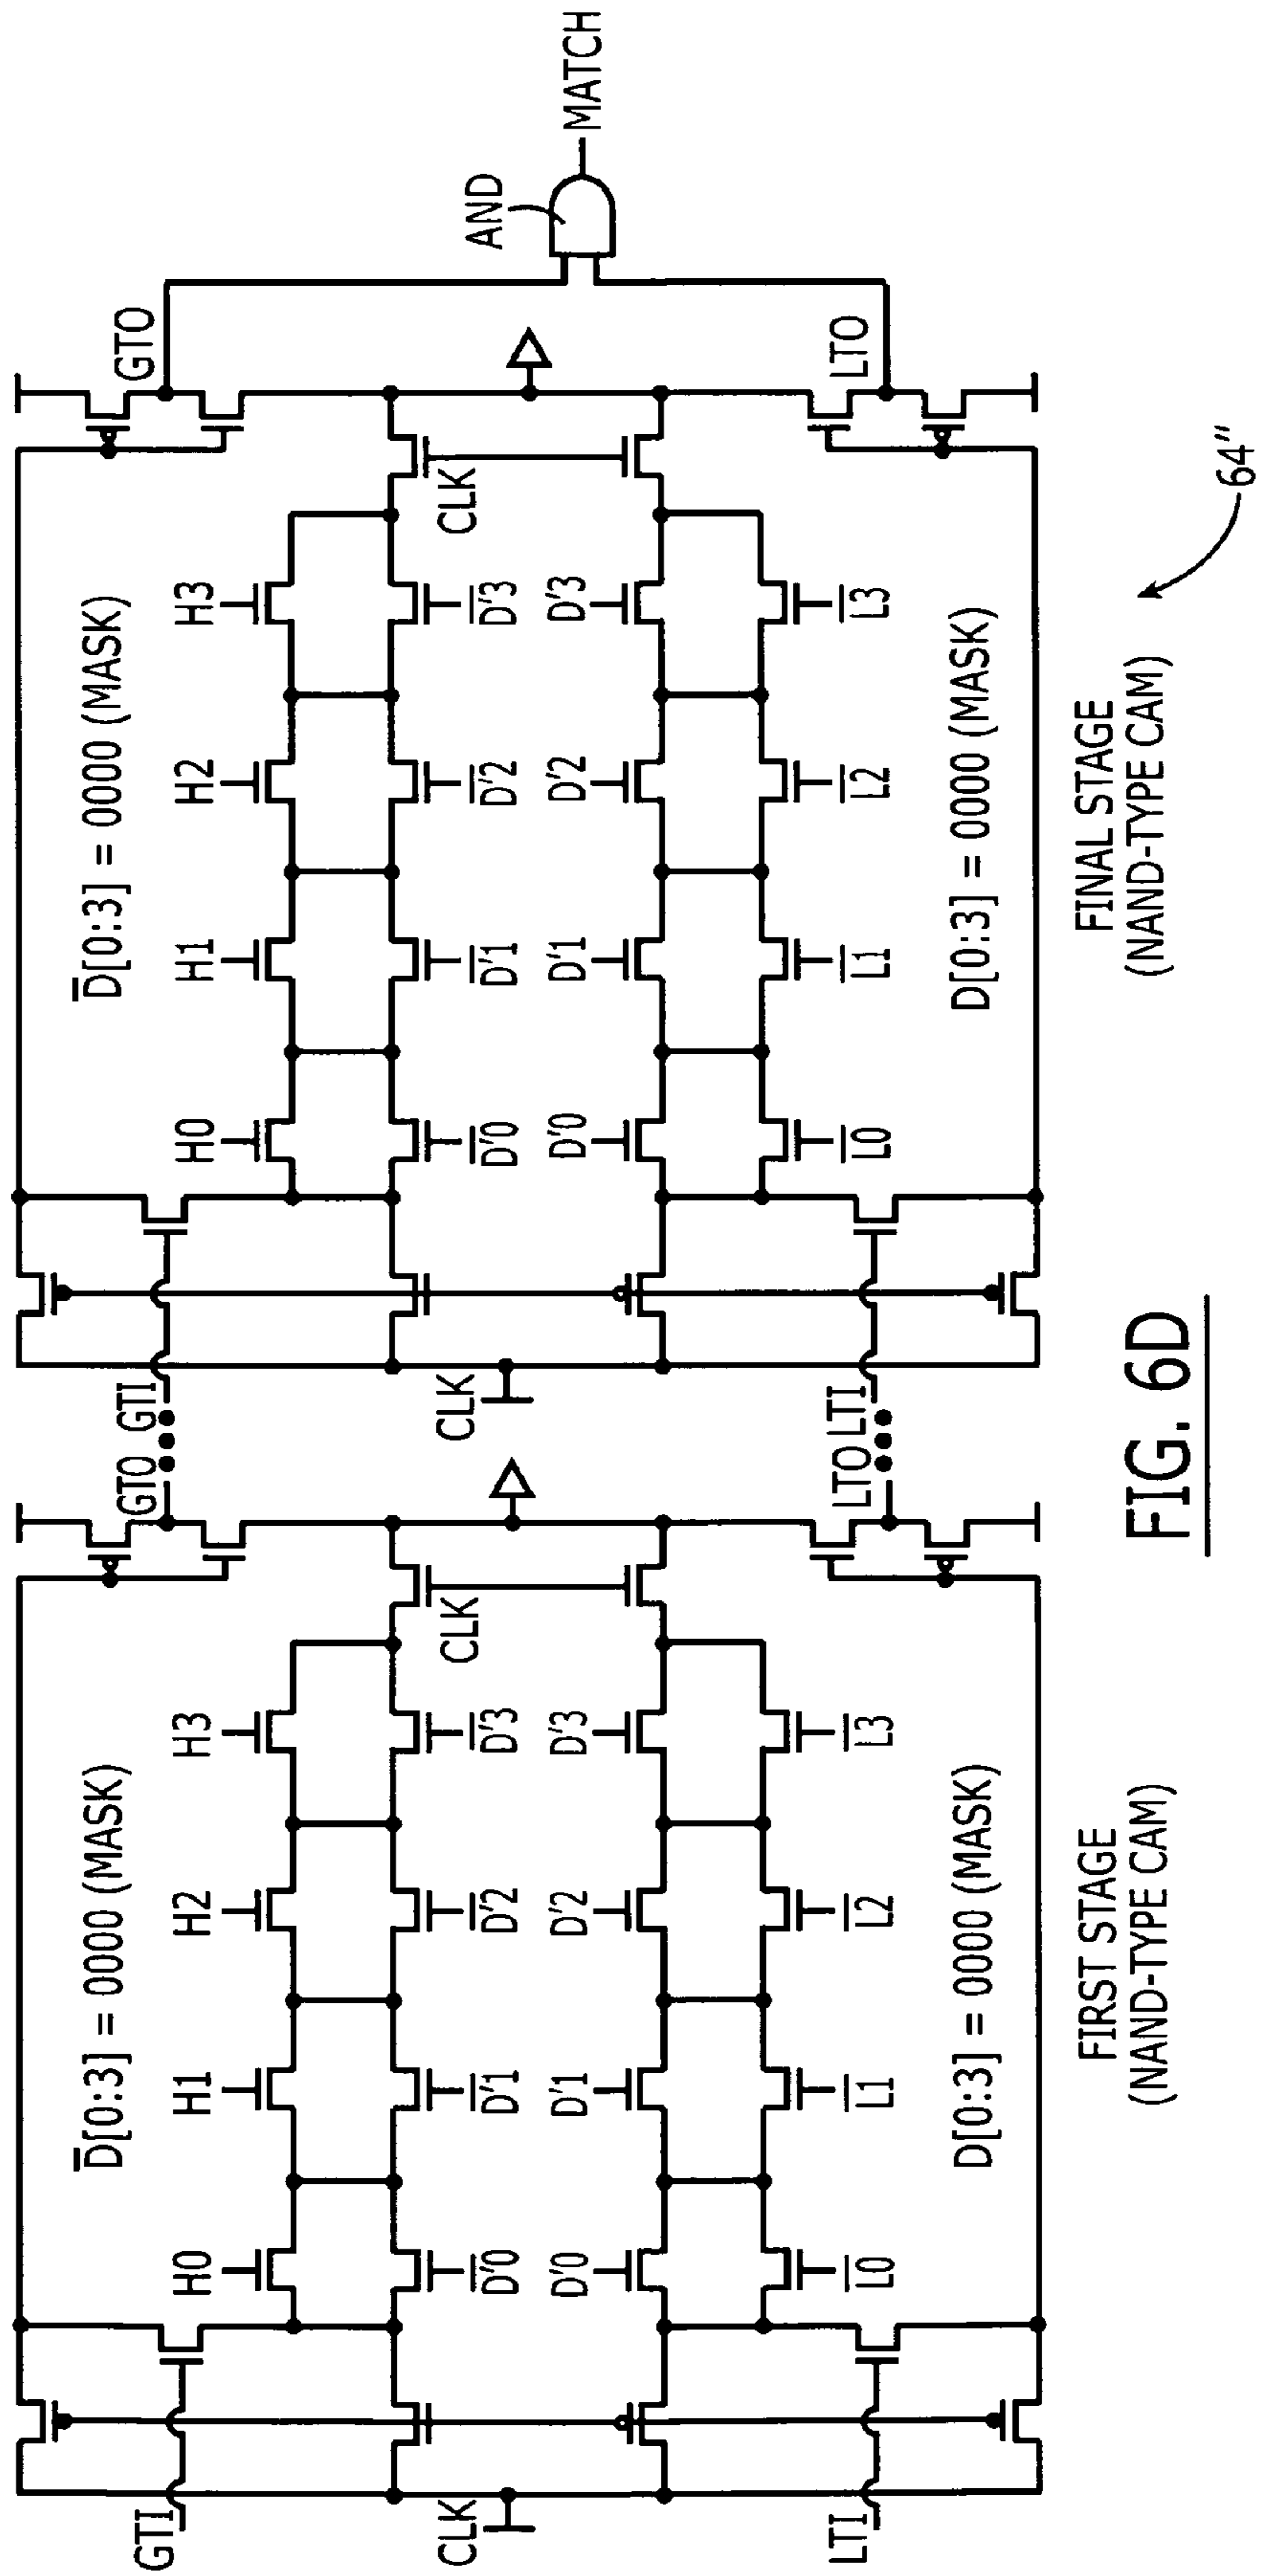 GTI
CLK
LTI
D̅[0:3] = 0000 (MASK)
H0 H1 H2 H3
D̅'̅0̅ D̅'̅1̅ D̅'̅2̅ D̅'̅3̅
CLK
D'0 D'1 D'2 D'3
L̅0̅ L̅1̅ L̅2̅ L̅3̅
D[0:3] = 0000 (MASK)
GTO GTI
LTO LTI
CLK
D̅[0:3] = 0000 (MASK)
H0 H1 H2 H3
D̅'̅0̅ D̅'̅1̅ D̅'̅2̅ D̅'̅3̅
CLK
D'0 D'1 D'2 D'3
L̅0̅ L̅1̅ L̅2̅ L̅3̅
D[0:3] = 0000 (MASK)
GTO
LTO
AND
MATCH
64"
FIRST STAGE
(NAND-TYPE CAM)
FINAL STAGE
(NAND-TYPE CAM)
FIG. 6D